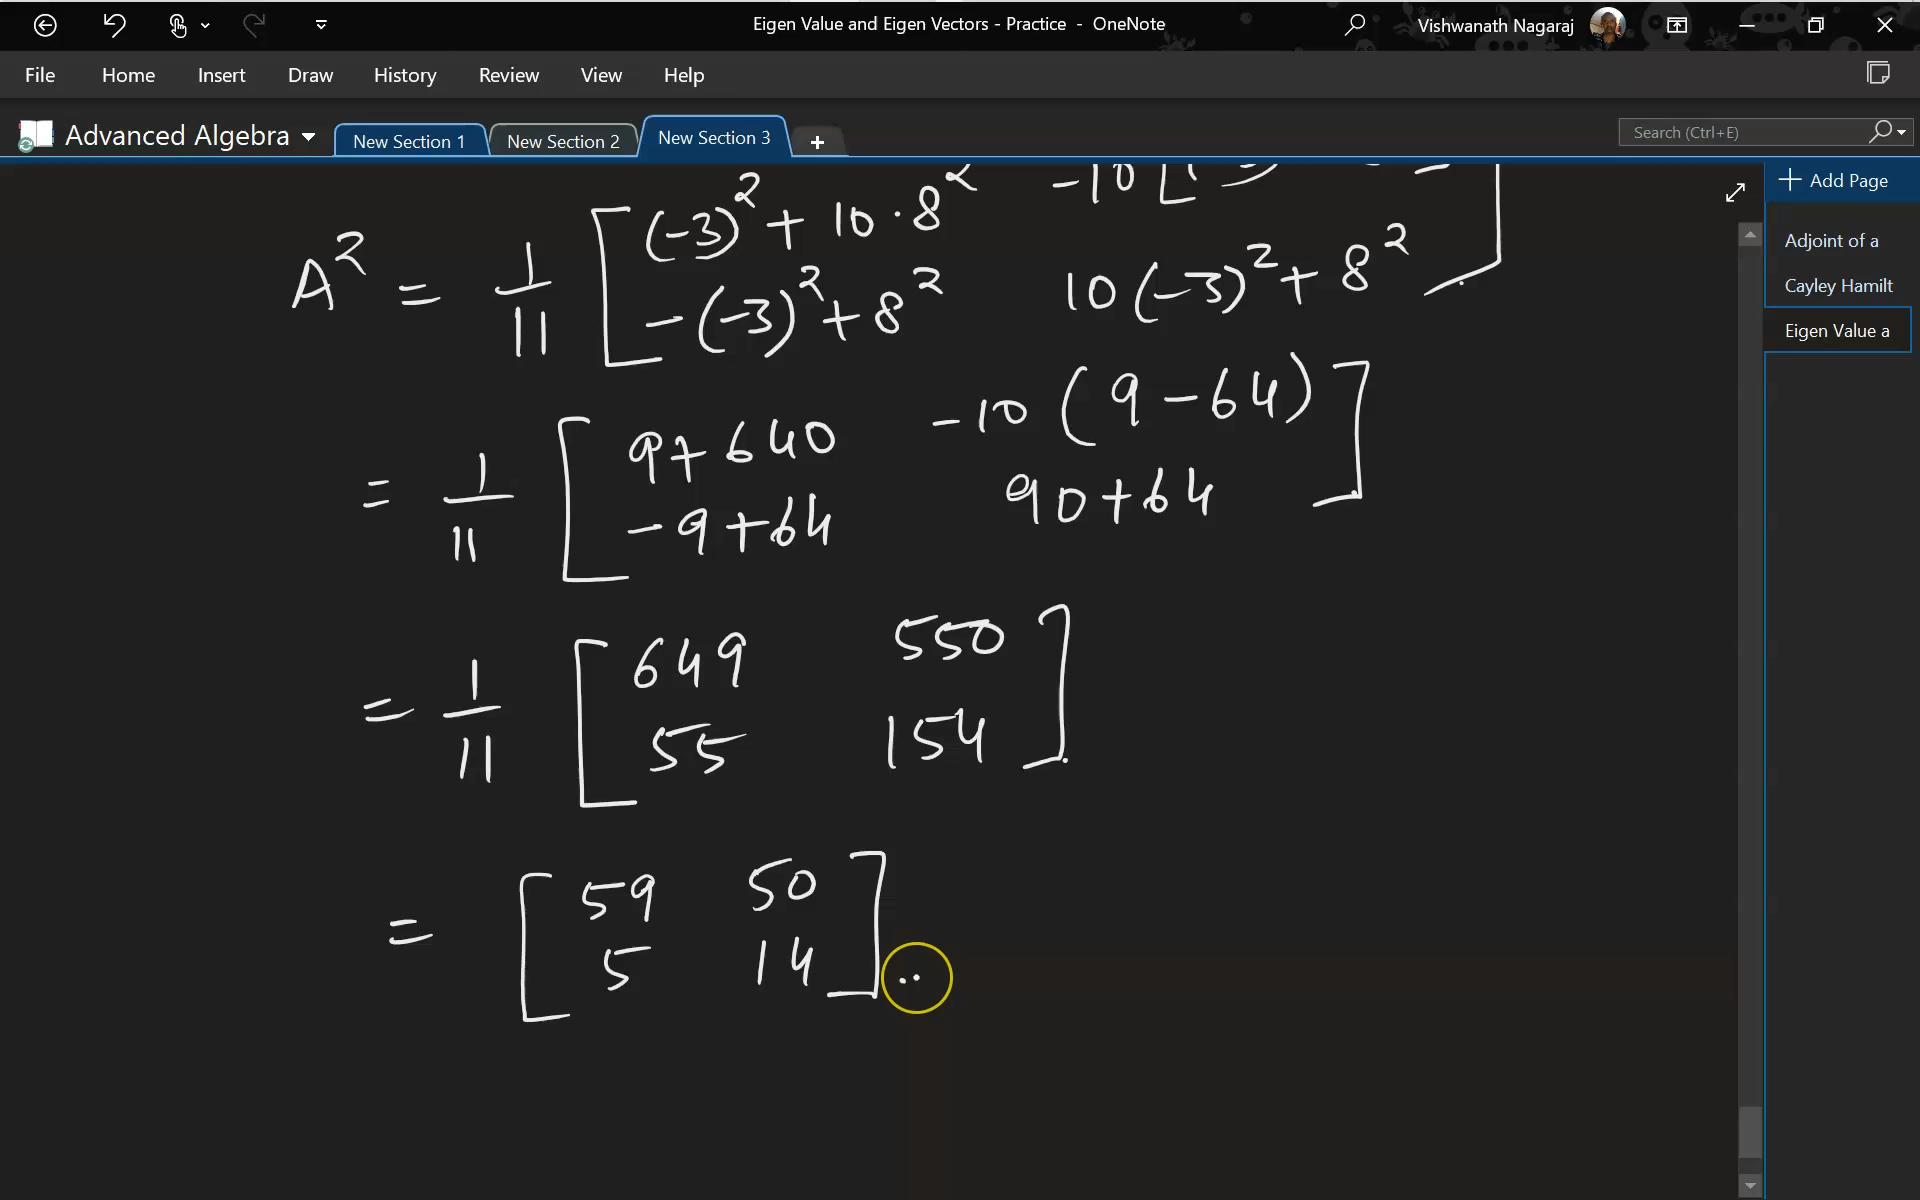 Eigen Value and Eigen Vectors - Practice - OneNote
Vishwanath Nagaraj
File Home Insert Draw History Review View Help
Advanced Algebra
New Section 1
New Section 2
New Section 3
+
Search (Ctrl+E)
Add Page
Adjoint of a
Cayley Hamilt
Eigen Value a
A² = 1/11 [ (-3)² + 10 · 8² -10[
-(-3)² + 8² 10(-3)² + 8² ]
= 1/11 [ 9+640 -10(9-64)
-9+64 90+64 ]
= 1/11 [ 649 550
55 154 ]
= [ 59 50
5 14 ] ..